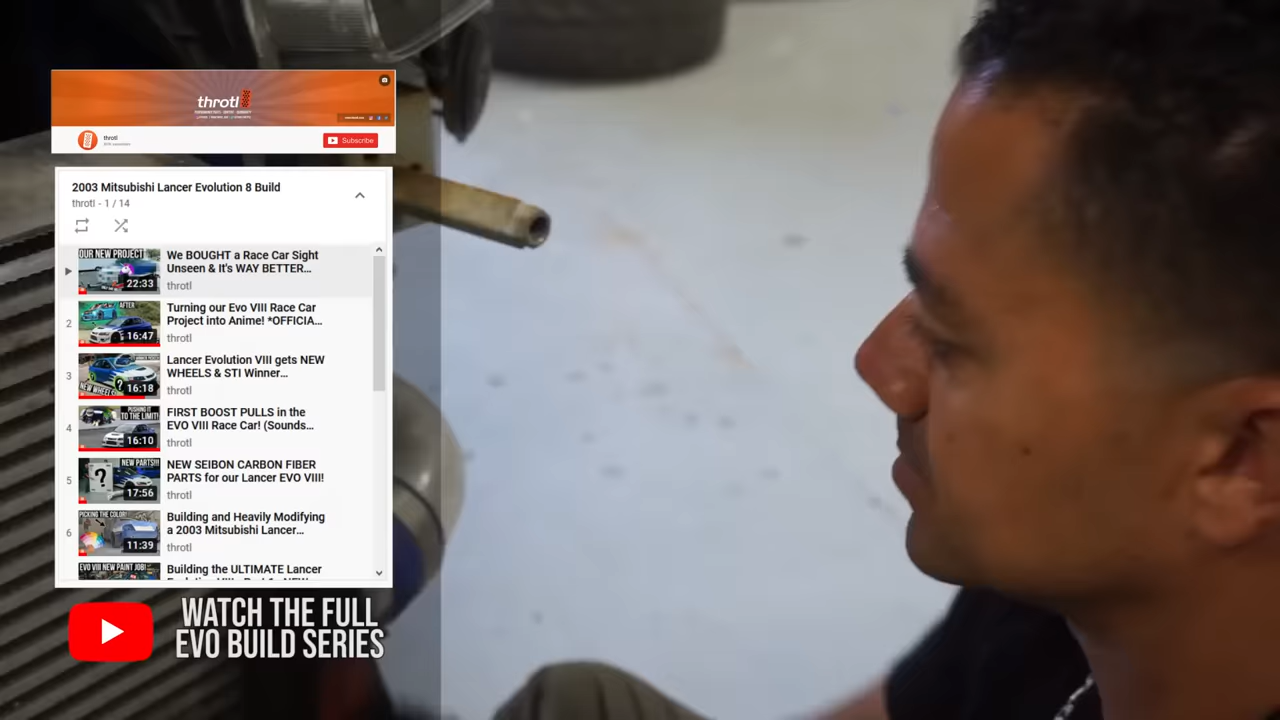 throtl
throtl
Subscribe
2003 Mitsubishi Lancer Evolution 8 Build
throtl - 1 / 14
OUR NEW PROJECT
22:33
We BOUGHT a Race Car Sight
Unseen & It's WAY BETTER...
throtl
2
AFTER
16:47
Turning our Evo VIII Race Car
Project into Anime! *OFFICIA...
throtl
3
NEW WHEELS
?
16:18
Lancer Evolution VIII gets NEW
WHEELS & STI Winner...
throtl
4
PUSHING IT
TO THE LIMIT!
16:10
FIRST BOOST PULLS in the
EVO VIII Race Car! (Sounds...
throtl
5
NEW PARTS!!!
?
17:56
NEW SEIBON CARBON FIBER
PARTS for our Lancer EVO VIII!
throtl
6
PICKING THE COLOR!
11:39
Building and Heavily Modifying
a 2003 Mitsubishi Lancer...
throtl
EVO VIII NEW PAINT JOB!
Building the ULTIMATE Lancer
WATCH THE FULL
EVO BUILD SERIES